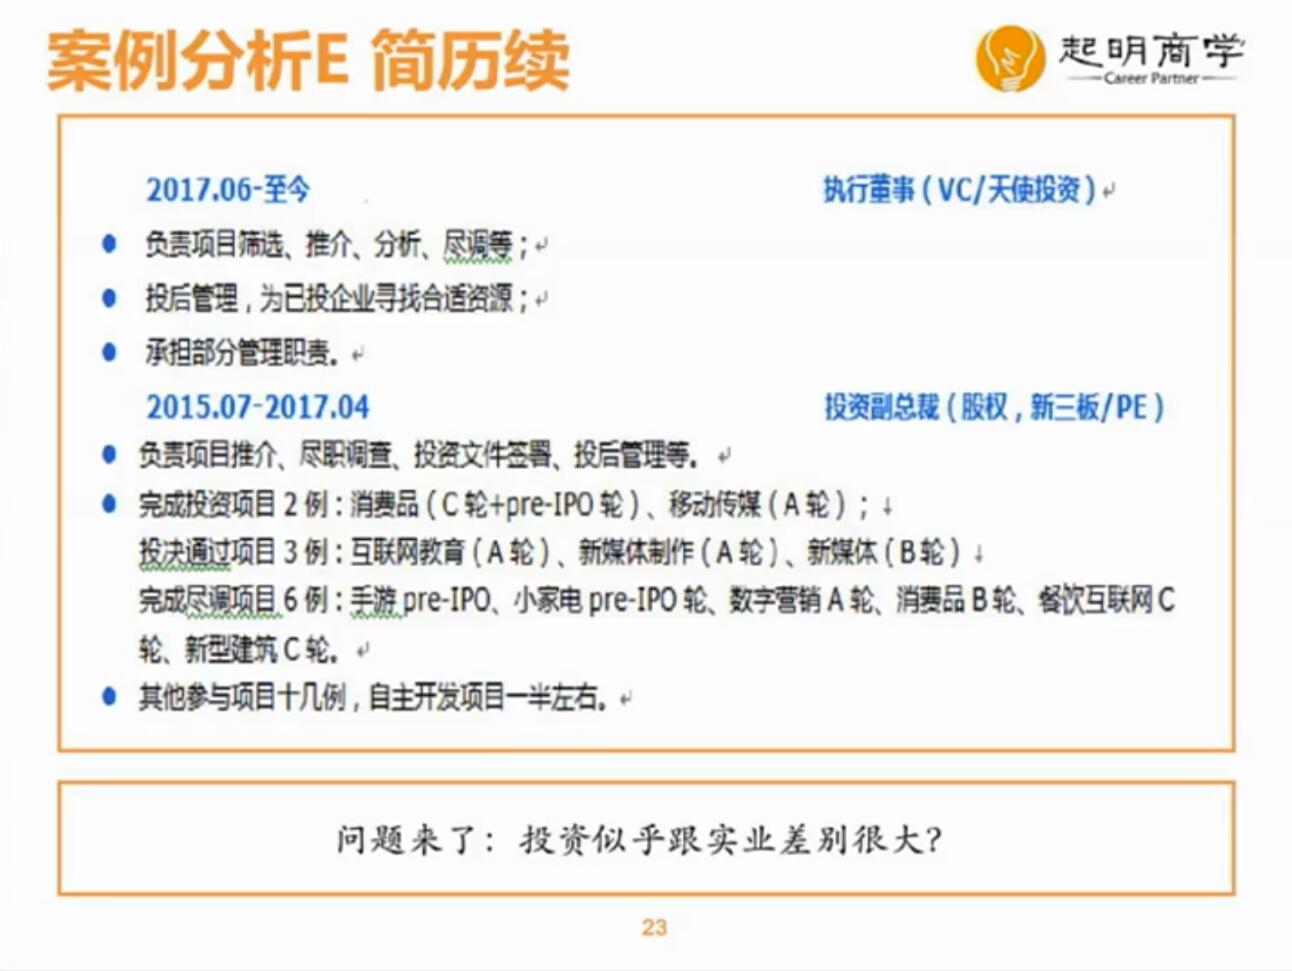 案例分析E 简历续
起明商学
Career Partner
2017.06-至今 执行董事（VC/天使投资）
负责项目筛选、推介、分析、尽调等；
投后管理，为已投企业寻找合适资源；
承担部分管理职责。
2015.07-2017.04 投资副总裁（股权，新三板/PE）
负责项目推介、尽职调查、投资文件签署、投后管理等。
完成投资项目 2 例：消费品（C 轮+pre-IPO 轮）、移动传媒（A 轮）；
投决通过项目 3 例：互联网教育（A 轮）、新媒体制作（A 轮）、新媒体（B 轮）
完成尽调项目 6 例：手游 pre-IPO、小家电 pre-IPO 轮、数字营销 A 轮、消费品 B 轮、餐饮互联网 C
轮、新型建筑 C 轮。
其他参与项目十几例，自主开发项目一半左右。
问题来了：投资似乎跟实业差别很大？
23